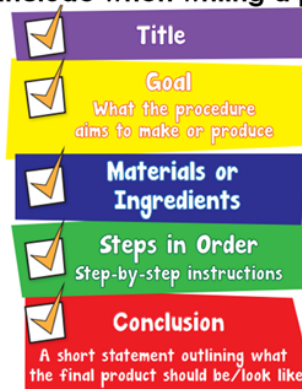 Title
Goal
What the procedure
aims to make or produce
Materials or
Ingredients
Steps in Order
Step-by-step instructions
Conclusion
A short statement outlining what
the final product should be/look like